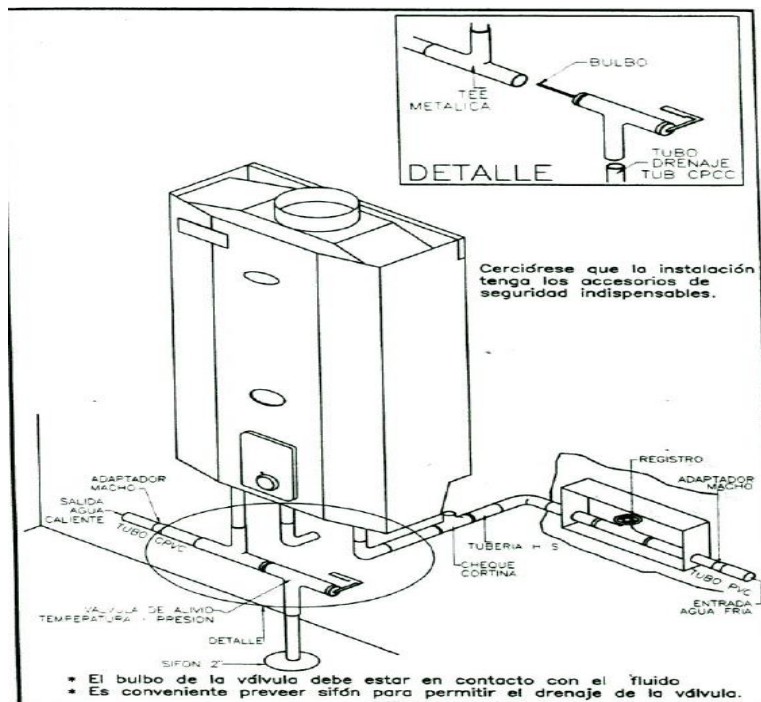 BULBO
TEE
METALICA
TUBO
DRENAJE
TUB CPCC
DETALLE
Cerciórese que la instalación
tenga los accesorios de
seguridad indispensables.
REGISTRO
ADAPTADOR
MACHO
ADAPTADOR
MACHO
SALIDA
AGUA
CALIENTE
TUBO CPVC
TUBERIA H S
CHEQUE
CORTINA
TUBO PVC
ENTRADA
AGUA FRIA
VALVULA DE ALIVIO
TEMPERATURA Y PRESION
DETALLE
SIFON 2"
* El bulbo de la válvula debe estar en contacto con el fluido
* Es conveniente preveer sifón para permitir el drenaje de la válvula.